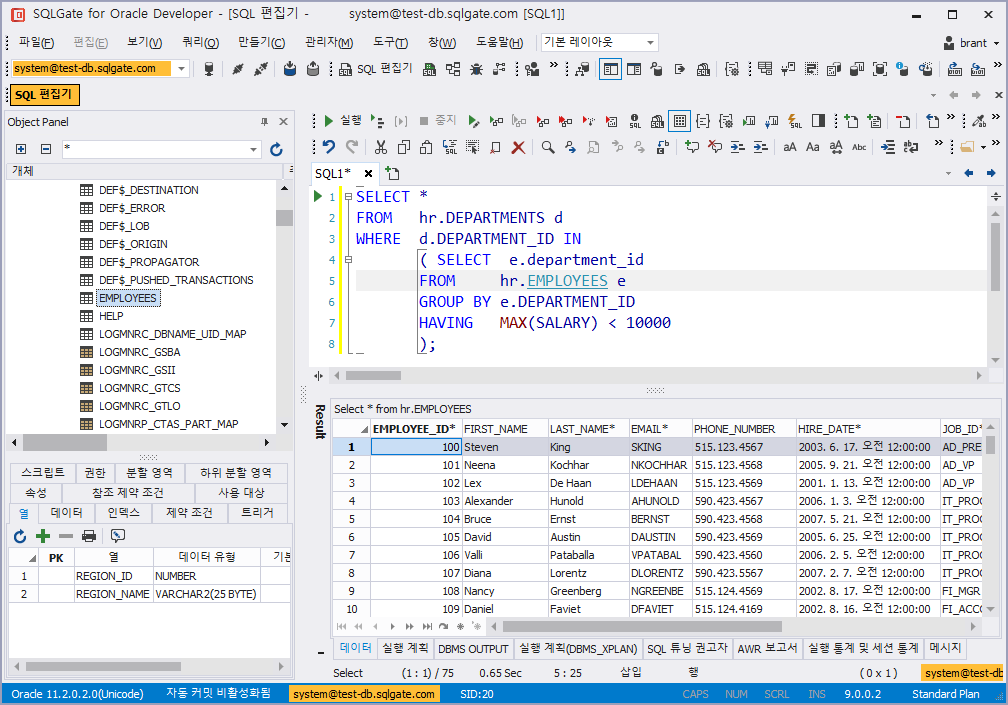 SQLGate for Oracle Developer - [SQL 편집기 - system@test-db.sqlgate.com [SQL1]]
파일(F) 편집(E) 보기(V) 쿼리(Q) 만들기(C) 관리자(M) 도구(T) 창(W) 도움말(H) 기본 레이아웃 brant
system@test-db.sqlgate.com SQL 편집기
SQL 편집기
Object Panel
실행 중지
*
개체
SQL1*
DEF$_DESTINATION
DEF$_ERROR
DEF$_LOB
DEF$_ORIGIN
DEF$_PROPAGATOR
DEF$_PUSHED_TRANSACTIONS
EMPLOYEES
HELP
LOGMNRC_DBNAME_UID_MAP
LOGMNRC_GSBA
LOGMNRC_GSII
LOGMNRC_GTCS
LOGMNRC_GTLO
LOGMNRP_CTAS_PART_MAP
1 SELECT *
2 FROM hr.DEPARTMENTS d
3 WHERE d.DEPARTMENT_ID IN
4 ( SELECT e.department_id
5 FROM hr.EMPLOYEES e
6 GROUP BY e.DEPARTMENT_ID
7 HAVING MAX(SALARY) < 10000
8 );
스크립트 권한 분할 영역 하위 분할 영역
속성 참조 제약 조건 사용 대상
열 데이터 인덱스 제약 조건 트리거
PK 열 데이터 유형 기본
1 REGION_ID NUMBER
2 REGION_NAME VARCHAR2(25 BYTE)
Result
Select * from hr.EMPLOYEES
EMPLOYEE_ID* FIRST_NAME LAST_NAME* EMAIL* PHONE_NUMBER HIRE_DATE* JOB_ID*
1 100 Steven King SKING 515.123.4567 2003. 6. 17. 오전 12:00:00 AD_PRE
2 101 Neena Kochhar NKOCHHAR 515.123.4568 2005. 9. 21. 오전 12:00:00 AD_VP
3 102 Lex De Haan LDEHAAN 515.123.4569 2001. 1. 13. 오전 12:00:00 AD_VP
4 103 Alexander Hunold AHUNOLD 590.423.4567 2006. 1. 3. 오전 12:00:00 IT_PROG
5 104 Bruce Ernst BERNST 590.423.4568 2007. 5. 21. 오전 12:00:00 IT_PROG
6 105 David Austin DAUSTIN 590.423.4569 2005. 6. 25. 오전 12:00:00 IT_PROG
7 106 Valli Pataballa VPATABAL 590.423.4560 2006. 2. 5. 오전 12:00:00 IT_PROG
8 107 Diana Lorentz DLORENTZ 590.423.5567 2007. 2. 7. 오전 12:00:00 IT_PROG
9 108 Nancy Greenberg NGREENBE 515.124.4569 2002. 8. 17. 오전 12:00:00 FI_MGR
10 109 Daniel Faviet DFAVIET 515.124.4169 2002. 8. 16. 오전 12:00:00 FI_ACCO
데이터 실행 계획 DBMS OUTPUT 실행 계획(DBMS_XPLAN) SQL 튜닝 권고자 AWR 보고서 실행 통계 및 세션 통계 메시지
Select (1 : 1) / 75 0.65 Sec 5 : 25 삽입 행 (0 x 1) system@test-db
Oracle 11.2.0.2.0(Unicode) 자동 커밋 비활성화됨 system@test-db.sqlgate.com SID:20 CAPS NUM SCRL INS 9.0.0.2 Standard Plan